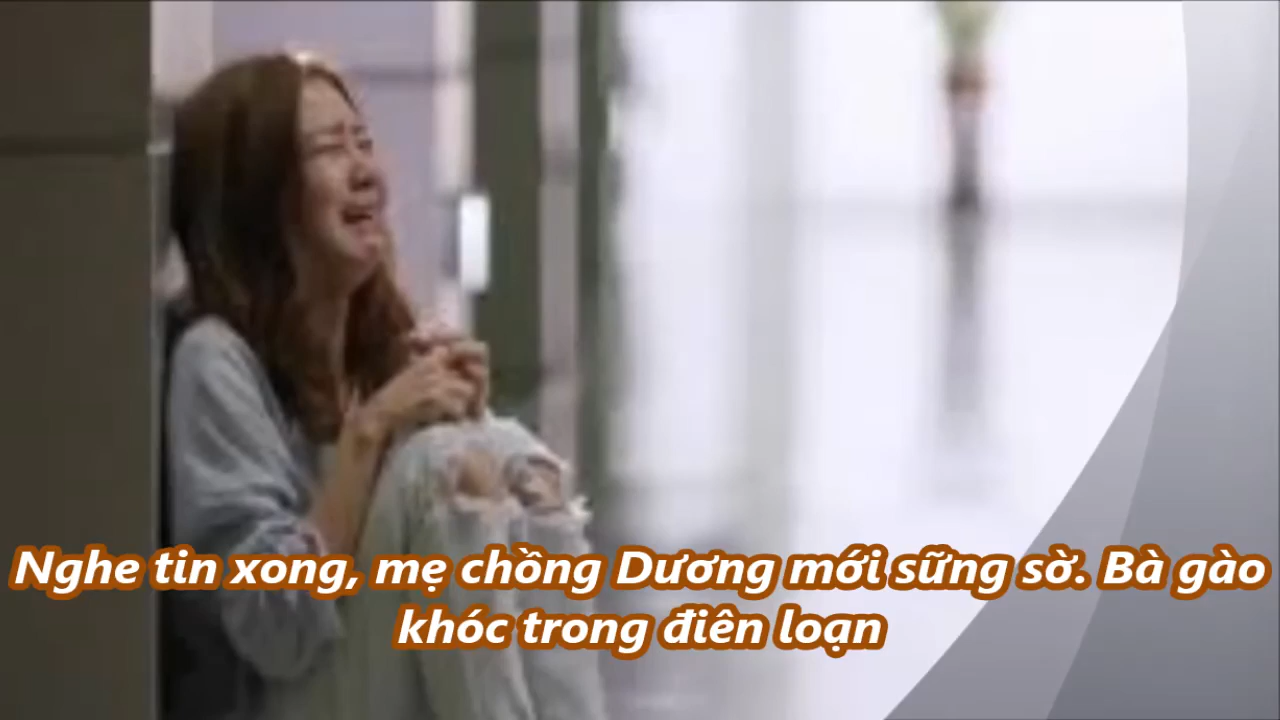 Nghe tin xong, mẹ chồng Dương mới sững sờ. Bà gào
khóc trong điên loạn